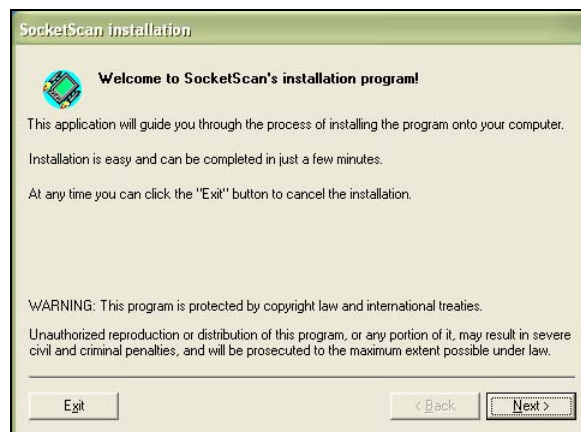 SocketScan installation
Welcome to SocketScan's installation program!
This application will guide you through the process of installing the program onto your computer.
Installation is easy and can be completed in just a few minutes.
At any time you can click the "Exit" button to cancel the installation.
WARNING: This program is protected by copyright law and international treaties.
Unauthorized reproduction or distribution of this program, or any portion of it, may result in severe
civil and criminal penalties, and will be prosecuted to the maximum extent possible under law.
Exit
< Back
Next >